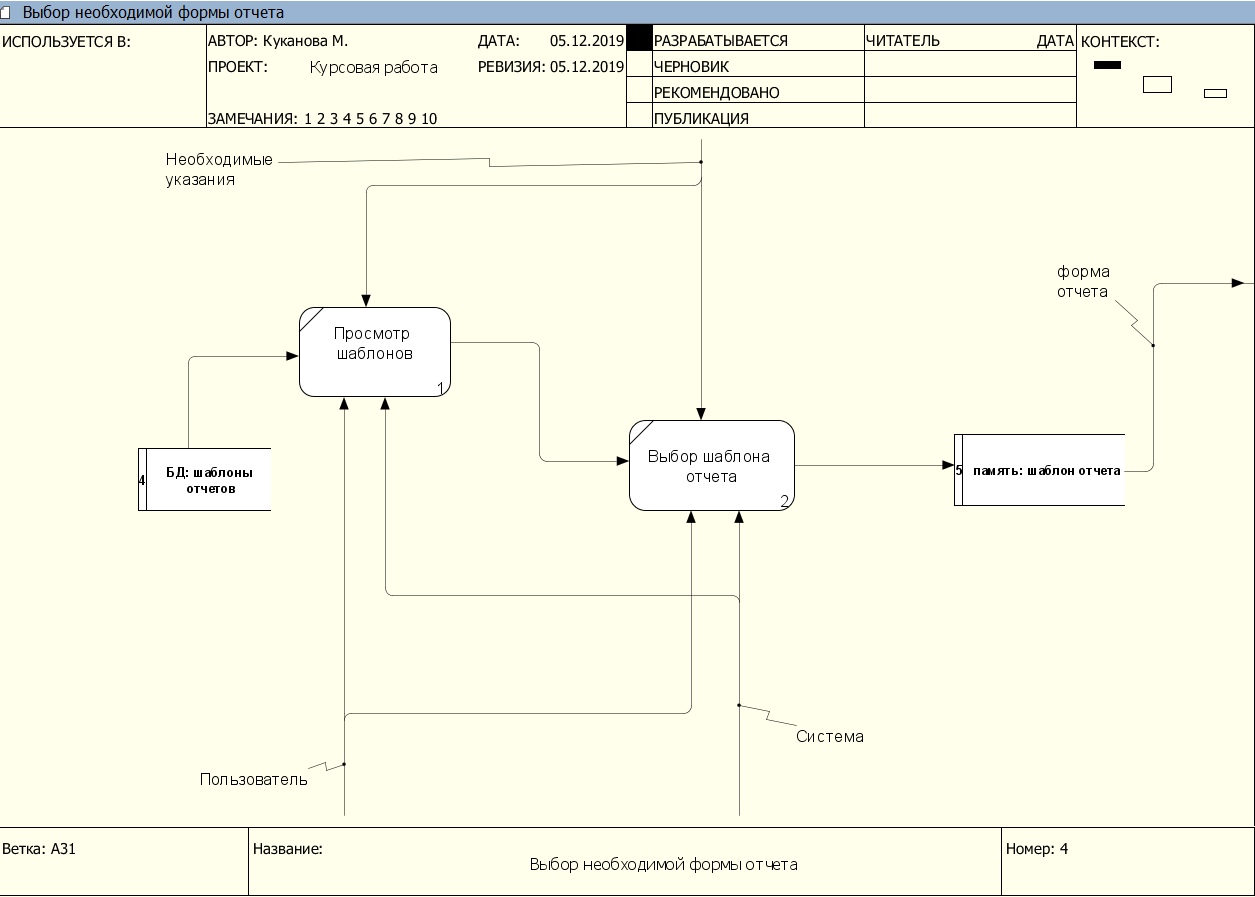 Выбор необходимой формы отчета
ИСПОЛЬЗУЕТСЯ В:
АВТОР: Куканова М.
ДАТА: 05.12.2019
РАЗРАБАТЫВАЕТСЯ
ЧИТАТЕЛЬ
ДАТА
КОНТЕКСТ:
ПРОЕКТ: Курсовая работа
РЕВИЗИЯ: 05.12.2019
ЧЕРНОВИК
РЕКОМЕНДОВАНО
ЗАМЕЧАНИЯ: 1 2 3 4 5 6 7 8 9 10
ПУБЛИКАЦИЯ
Необходимые
указания
форма
отчета
Просмотр
шаблонов
1
Выбор шаблона
отчета
2
4
БД: шаблоны
отчетов
5
память: шаблон отчета
Система
Пользователь
Ветка: A31
Название:
Выбор необходимой формы отчета
Номер: 4